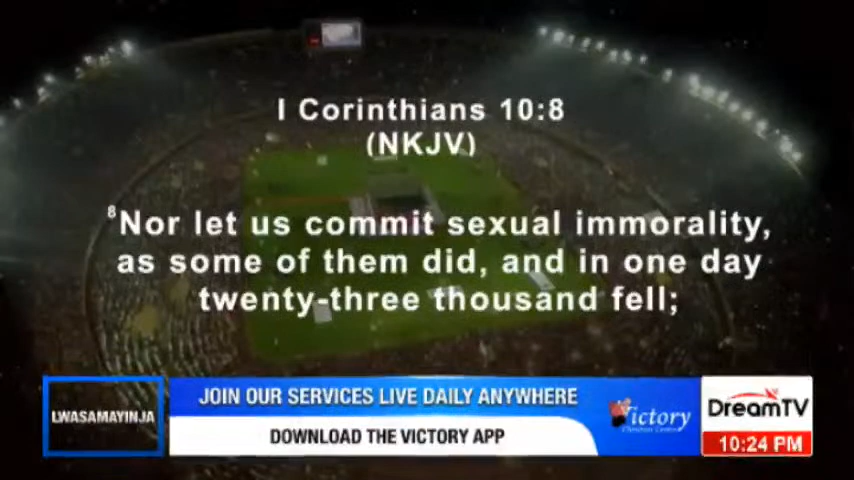 I Corinthians 10:8
(NKJV)
8Nor let us commit sexual immorality,
as some of them did, and in one day
twenty-three thousand fell;
LWASAMAYINJA
JOIN OUR SERVICES LIVE DAILY ANYWHERE
DOWNLOAD THE VICTORY APP
Victory
Christian Centre
DreamTV
10:24 PM